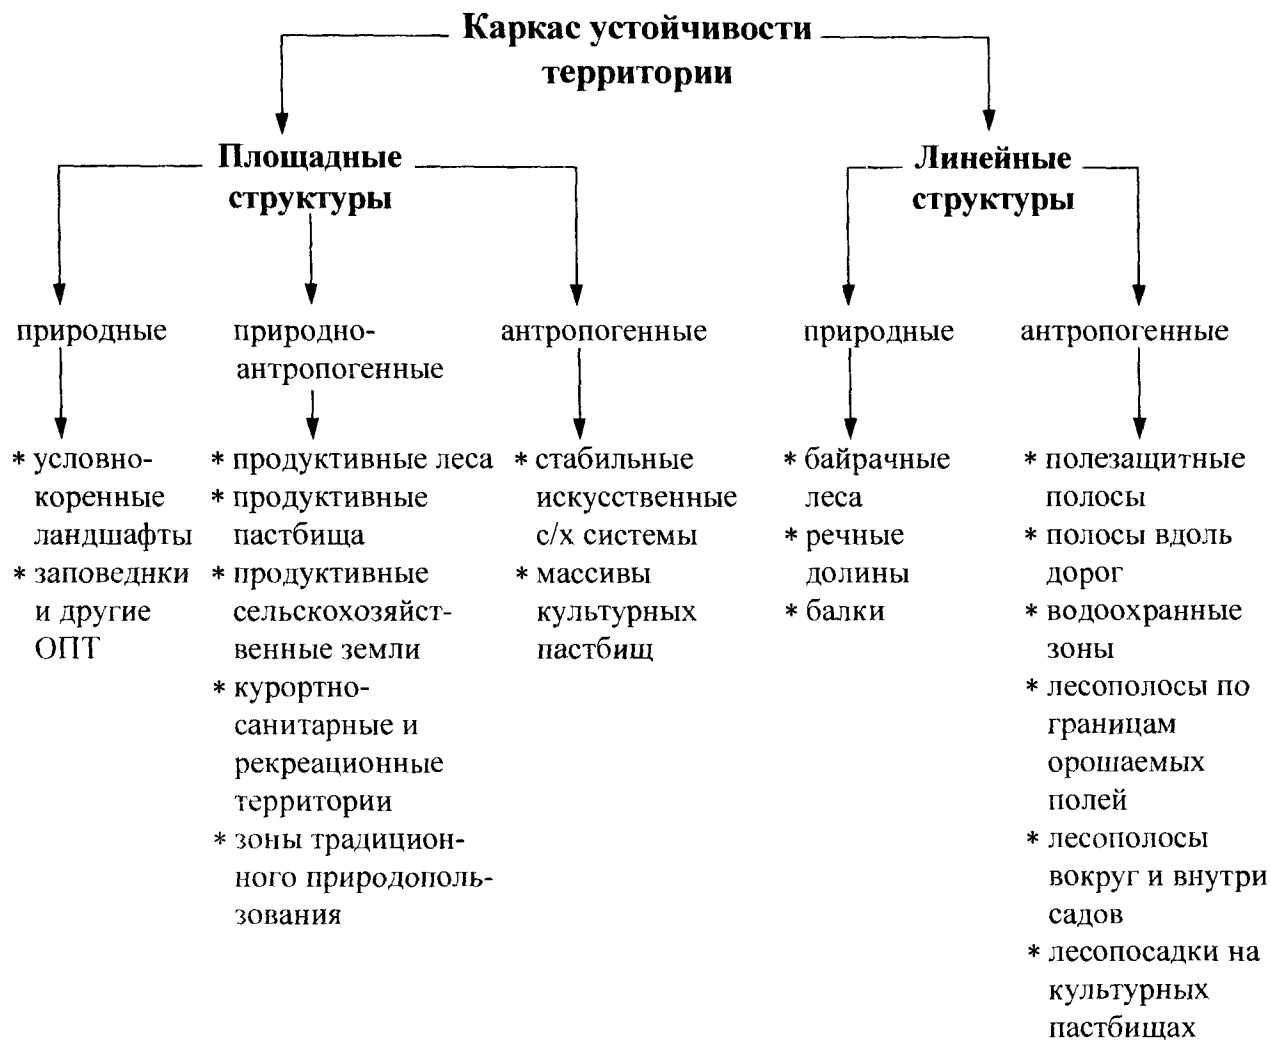 Каркас устойчивости
территории
Площадные
структуры
Линейные
структуры
природные
природно-
антропогенные
антропогенные
природные
антропогенные
* условно-
коренные
ландшафты
* заповеднки
и другие
ОПТ
* продуктивные леса
* продуктивные
пастбища
* продуктивные
сельскохозяйст-
венные земли
* курортно-
санитарные и
рекреационные
территории
* зоны традицион-
ного природополь-
зования
* стабильные
искусственные
с/х системы
* массивы
культурных
пастбищ
* байрачные
леса
* речные
долины
* балки
* полезащитные
полосы
* полосы вдоль
дорог
* водоохранные
зоны
* лесополосы по
границам
орошаемых
полей
* лесополосы
вокруг и внутри
садов
* лесопосадки на
культурных
пастбищах